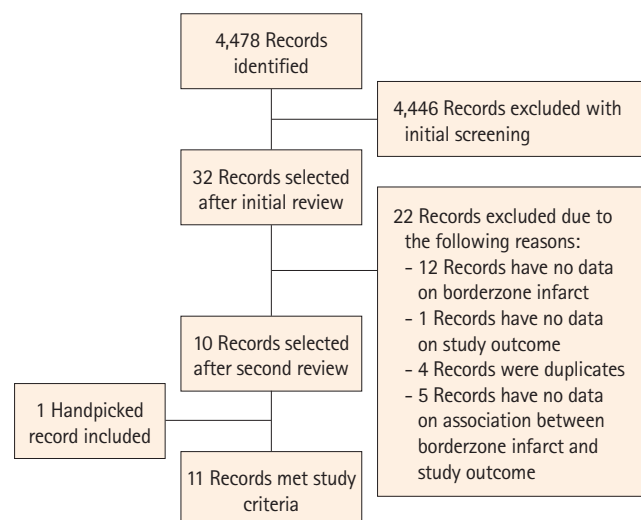 4,478 Records
identified
4,446 Records excluded with
initial screening
32 Records selected
after initial review
22 Records excluded due to
the following reasons:
- 12 Records have no data
on borderzone infarct
- 1 Records have no data
on study outcome
- 4 Records were duplicates
- 5 Records have no data
on association between
borderzone infarct and
study outcome
10 Records selected
after second review
1 Handpicked
record included
11 Records met study
criteria